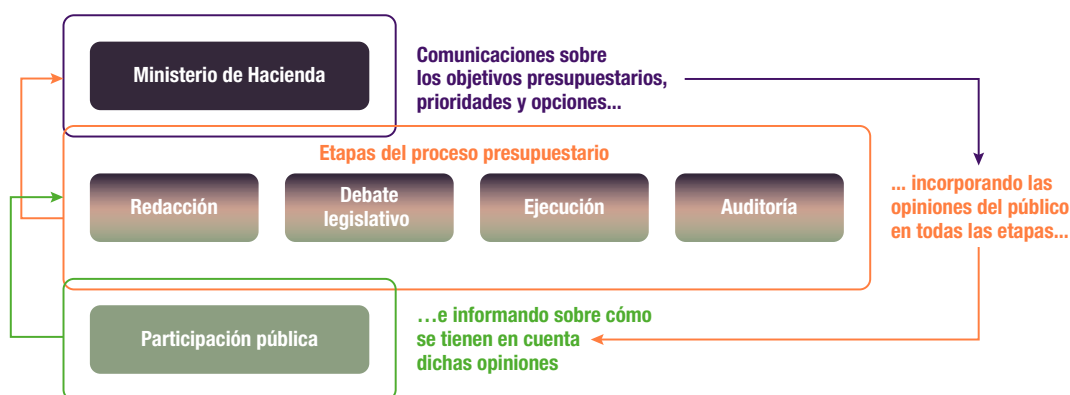 Ministerio de Hacienda
Comunicaciones sobre
los objetivos presupuestarios,
prioridades y opciones...
Etapas del proceso presupuestario
Redacción
Debate
legislativo
Ejecución
Auditoría
... incorporando las
opiniones del público
en todas las etapas...
Participación pública
…e informando sobre cómo
se tienen en cuenta
dichas opiniones